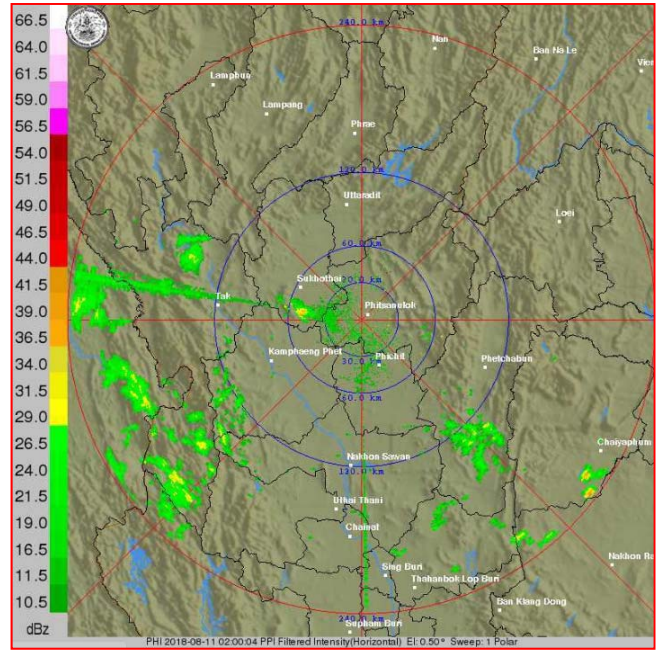 66.5
64.0
61.5
59.0
56.5
54.0
51.5
49.0
46.5
44.0
41.5
39.0
36.5
34.0
31.5
29.0
26.5
24.0
21.5
19.0
16.5
11.5
10.5
dBz
240.0 km
Nan
Ban Na Le
Lamphun
Lampang
Phrae
120.0 km
Uttaradit
Loei
60.0 km
Sukhothai
Tak
Phitsanulok
Kamphaeng Phet
30.0 km
Phichit
Phetchabun
60.0 km
Chaiyaphum
Nakhon Sawan
120.0 km
Uthai Thani
Chainat
Sing Buri
Thahanbok Lop Buri
Ban Klang Dong
240.0 km
Suphan Buri
PHI 2018-08-11 02:00:04 PPI Filtered Intensity(Horizontal) El: 0.50° Sweep: 1 Polar